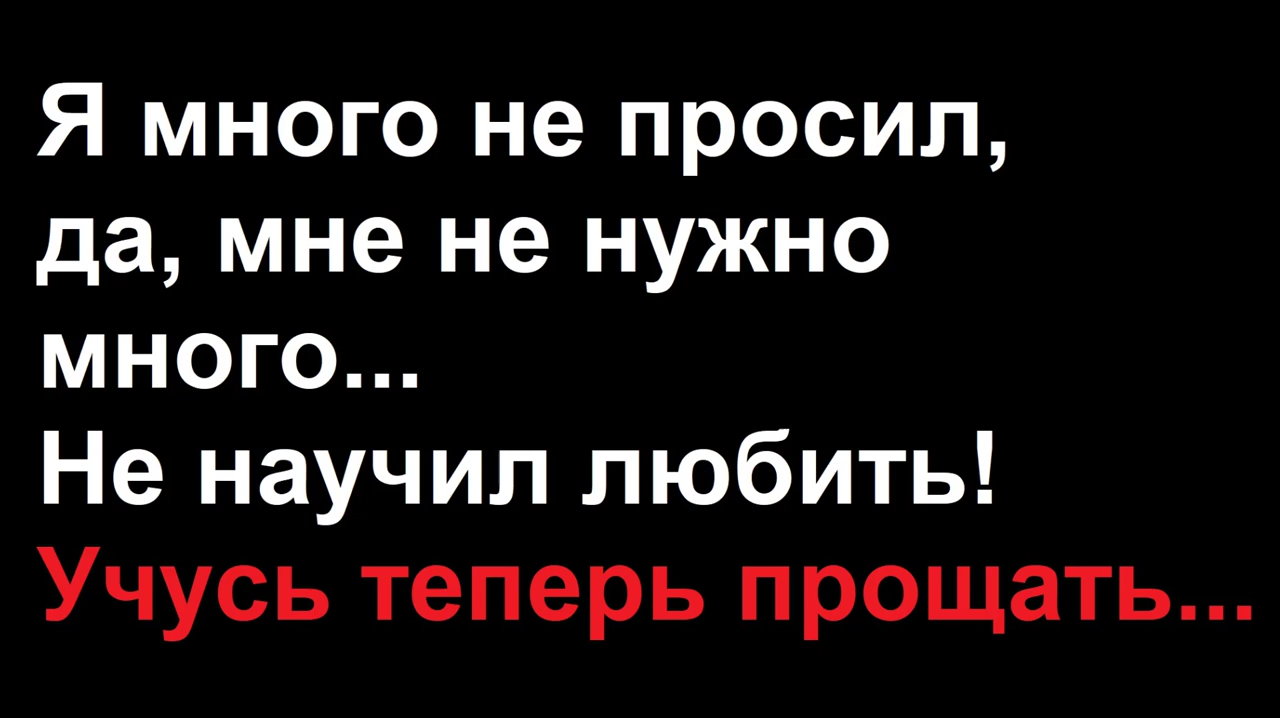 Я много не просил,
да, мне не нужно
много...
Не научил любить!
Учусь теперь прощать...